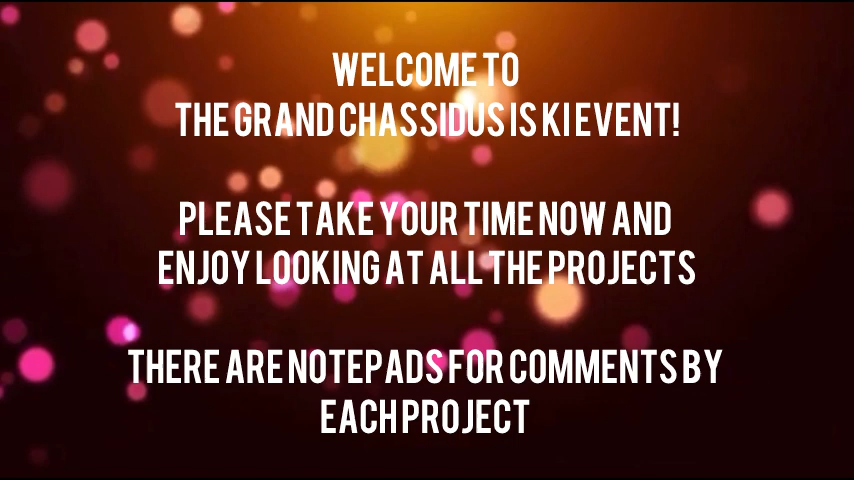 WELCOME TO
THE GRAND CHASSIDUS IS KI EVENT!
PLEASE TAKE YOUR TIME NOW AND
ENJOY LOOKING AT ALL THE PROJECTS
THERE ARE NOTEPADS FOR COMMENTS BY
EACH PROJECT